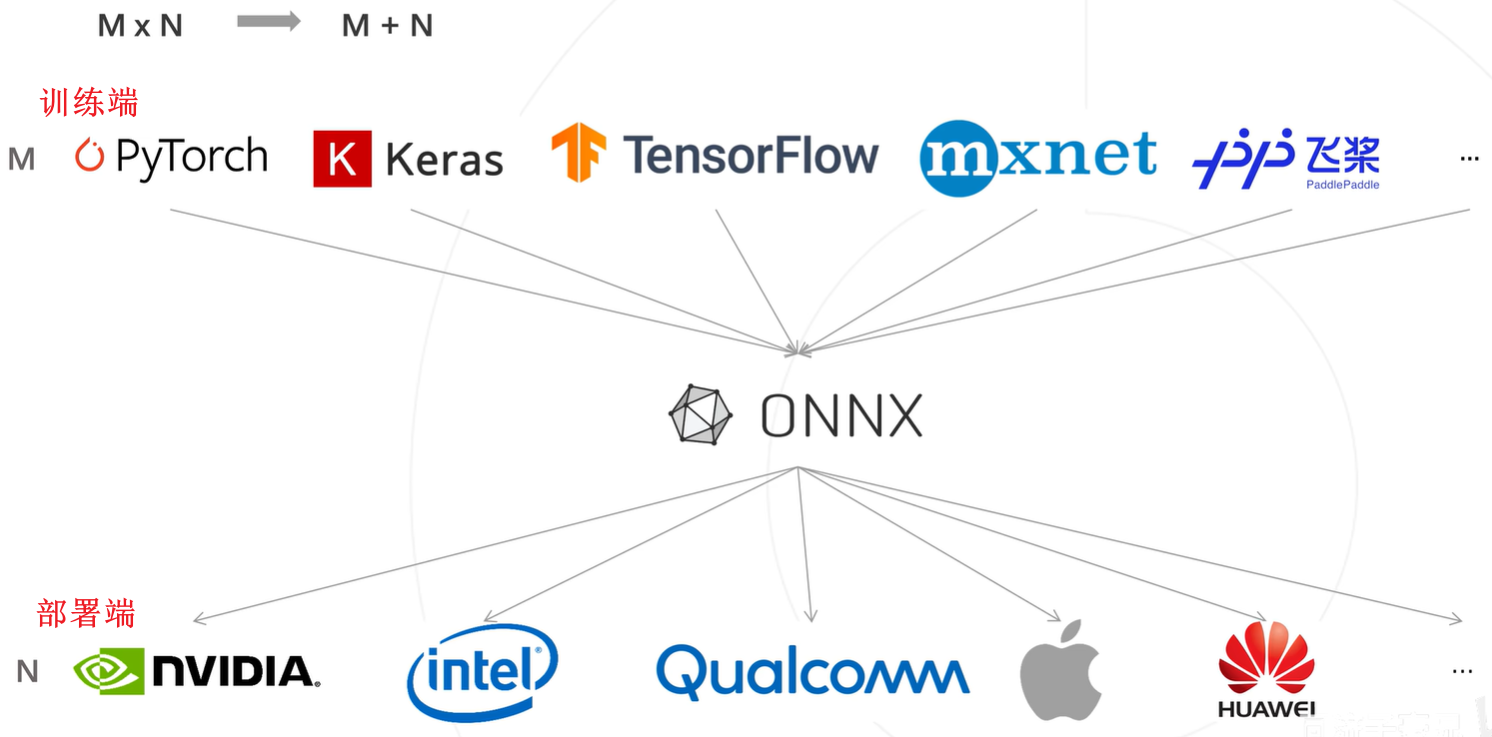 M x N M + N
训练端
M PyTorch K Keras TensorFlow mxnet 飞桨 ...
PaddlePaddle
ONNX
部署端
N NVIDIA. intel® Qualcomm HUAWEI ...